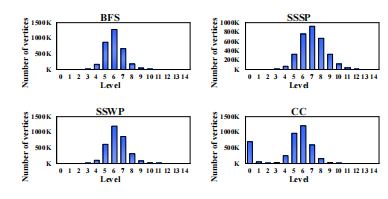 BFS
Number of vertices
1500K
1000K
500K
K
0 1 2 3 4 5 6 7 8 9 10 11 12 13 14
Level
SSSP
Number of vertices
1000K
800K
600K
400K
200K
K
0 1 2 3 4 5 6 7 8 9 10 11 12 13 14
Level
SSWP
Number of vertices
1500K
1000K
500K
K
0 1 2 3 4 5 6 7 8 9 10 11 12 13 14
Level
CC
Number of vertices
1500K
1000K
500K
K
0 1 2 3 4 5 6 7 8 9 10 11 12 13 14
Level